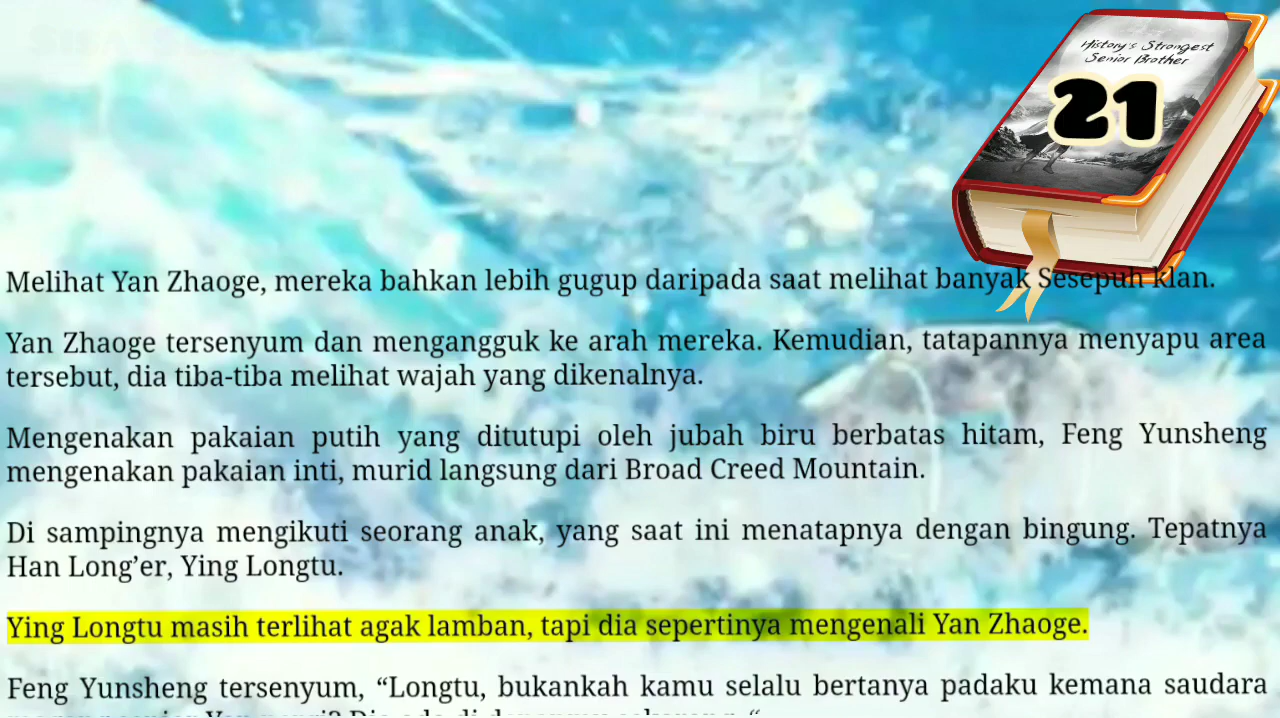 History's Strongest
Senior Brother
21
Melihat Yan Zhaoge, mereka bahkan lebih gugup daripada saat melihat banyak Sesepuh klan.
Yan Zhaoge tersenyum dan mengangguk ke arah mereka. Kemudian, tatapannya menyapu area
tersebut, dia tiba-tiba melihat wajah yang dikenalnya.
Mengenakan pakaian putih yang ditutupi oleh jubah biru berbatas hitam, Feng Yunsheng
mengenakan pakaian inti, murid langsung dari Broad Creed Mountain.
Di sampingnya mengikuti seorang anak, yang saat ini menatapnya dengan bingung. Tepatnya
Han Long’er, Ying Longtu.
Ying Longtu masih terlihat agak lamban, tapi dia sepertinya mengenali Yan Zhaoge.
Feng Yunsheng tersenyum, “Longtu, bukankah kamu selalu bertanya padaku kemana saudara